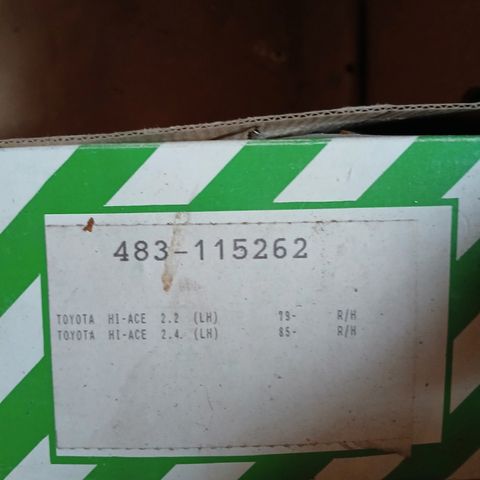 483-115262
TOYOTA HI-ACE 2.2 (LH) 79- R/H
TOYOTA HI-ACE 2.4. (LH) 85- R/H